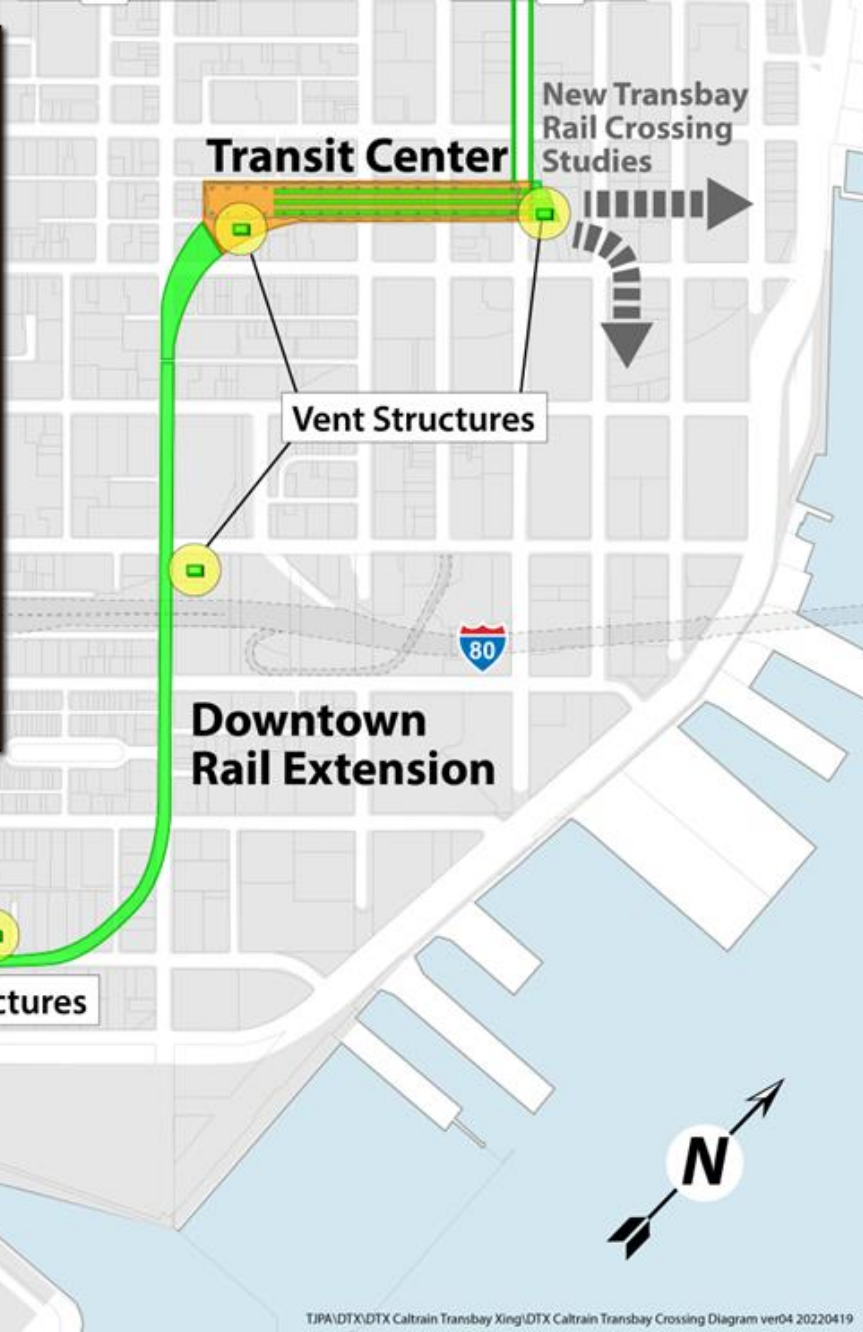 New Transbay
Rail Crossing
Studies
Transit Center
Vent Structures
80
Downtown
Rail Extension
ctures
N
TJPA\DTX\DTX Caltrain Transbay Xing\DTX Caltrain Transbay Crossing Diagram ver04 20220419